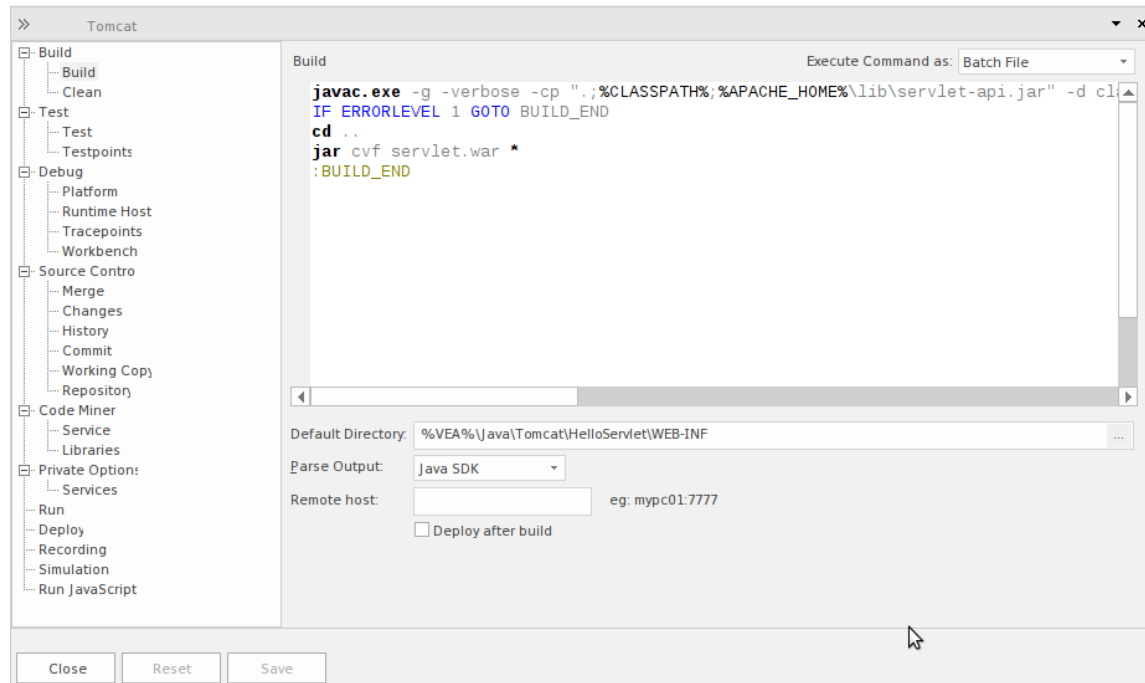 Tomcat
Build
Build
Clean
Test
Test
Testpoints
Debug
Platform
Runtime Host
Tracepoints
Workbench
Source Contro
Merge
Changes
History
Commit
Working Copy
Repository
Code Miner
Service
Libraries
Private Options
Services
Run
Deploy
Recording
Simulation
Run JavaScript
Build
Execute Command as: Batch File
javac.exe -g -verbose -cp ".;%CLASSPATH%;%APACHE_HOME%\lib\servlet-api.jar" -d cla
IF ERRORLEVEL 1 GOTO BUILD_END
cd ..
jar cvf servlet.war *
:BUILD_END
Default Directory: %VEA%\Java\Tomcat\HelloServlet\WEB-INF ...
Parse Output: Java SDK
Remote host: eg: mypc01:7777
Deploy after build
Close Reset Save